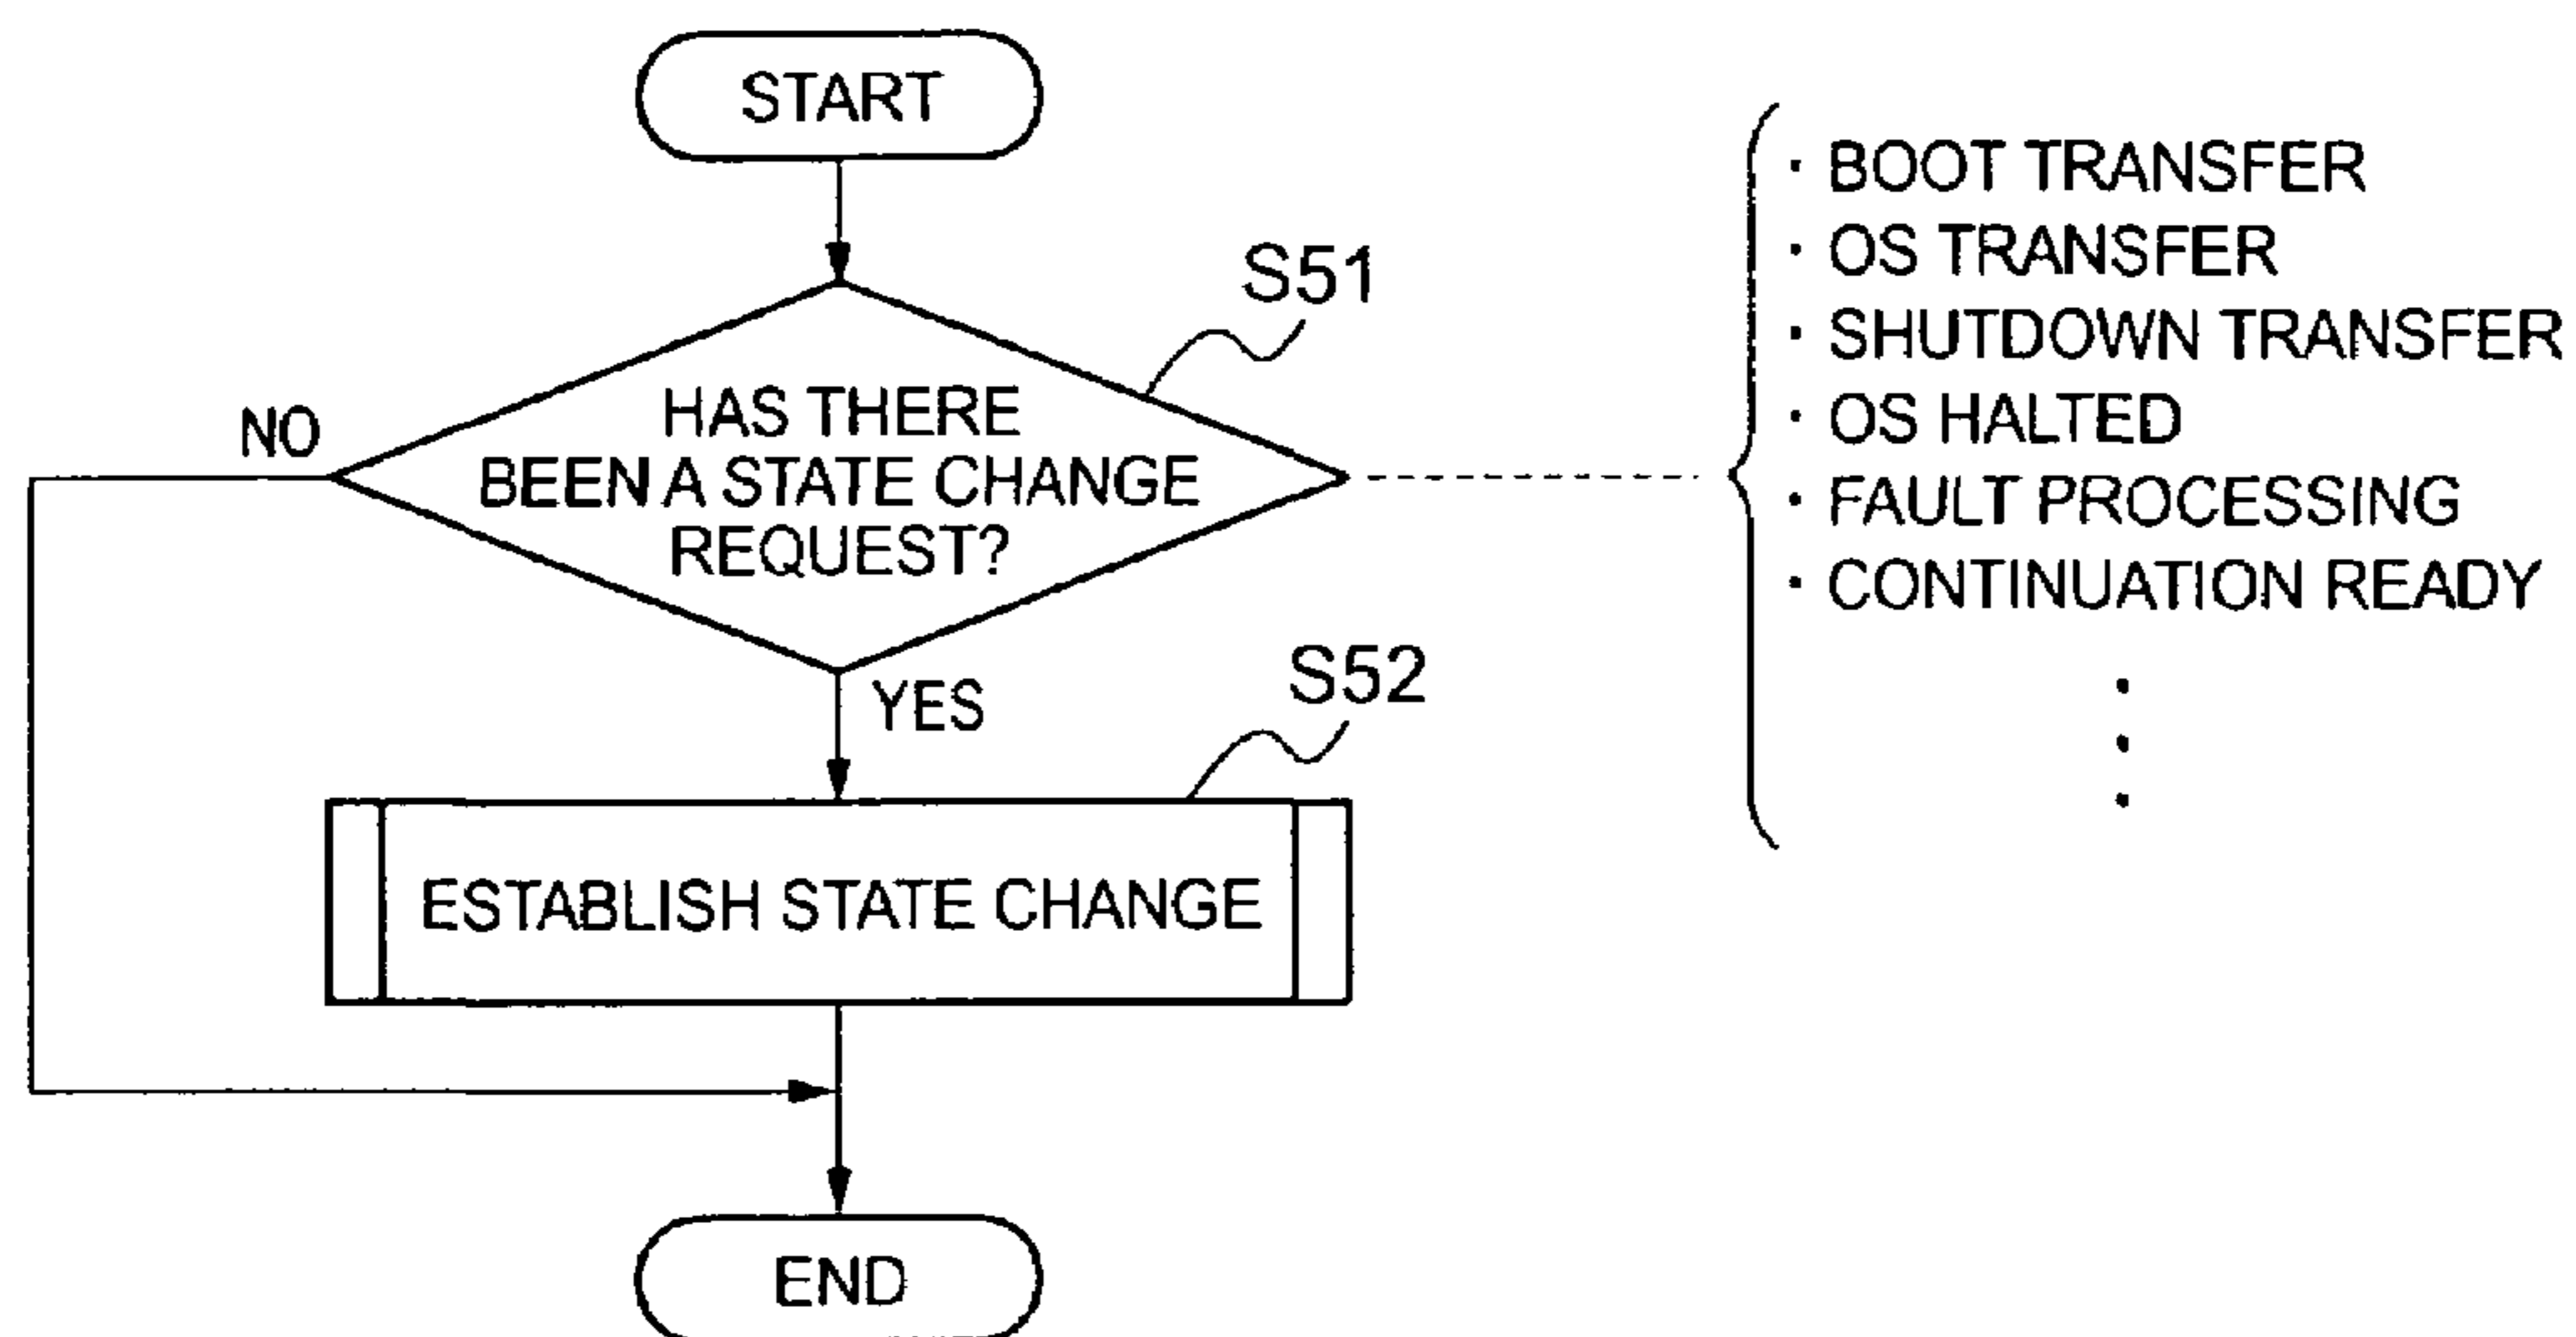 START
S51
HAS THERE
BEEN A STATE CHANGE
REQUEST?
NO
YES
S52
ESTABLISH STATE CHANGE
END
· BOOT TRANSFER
· OS TRANSFER
· SHUTDOWN TRANSFER
· OS HALTED
· FAULT PROCESSING
· CONTINUATION READY